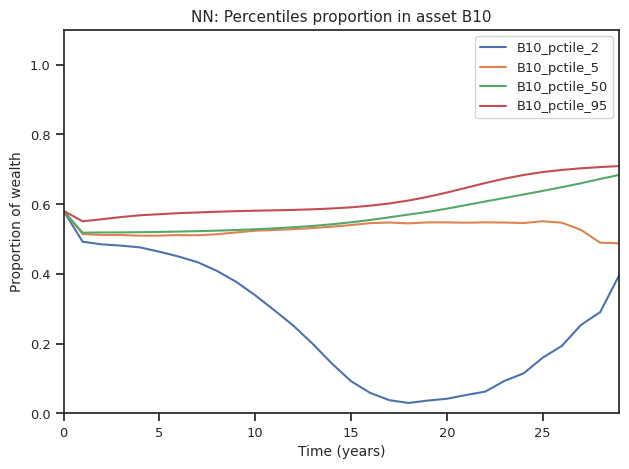 NN: Percentiles proportion in asset B10
B10_pctile_2
B10_pctile_5
B10_pctile_50
B10_pctile_95
Proportion of wealth
1.0
0.8
0.6
0.4
0.2
0.0
0 5 10 15 20 25
Time (years)